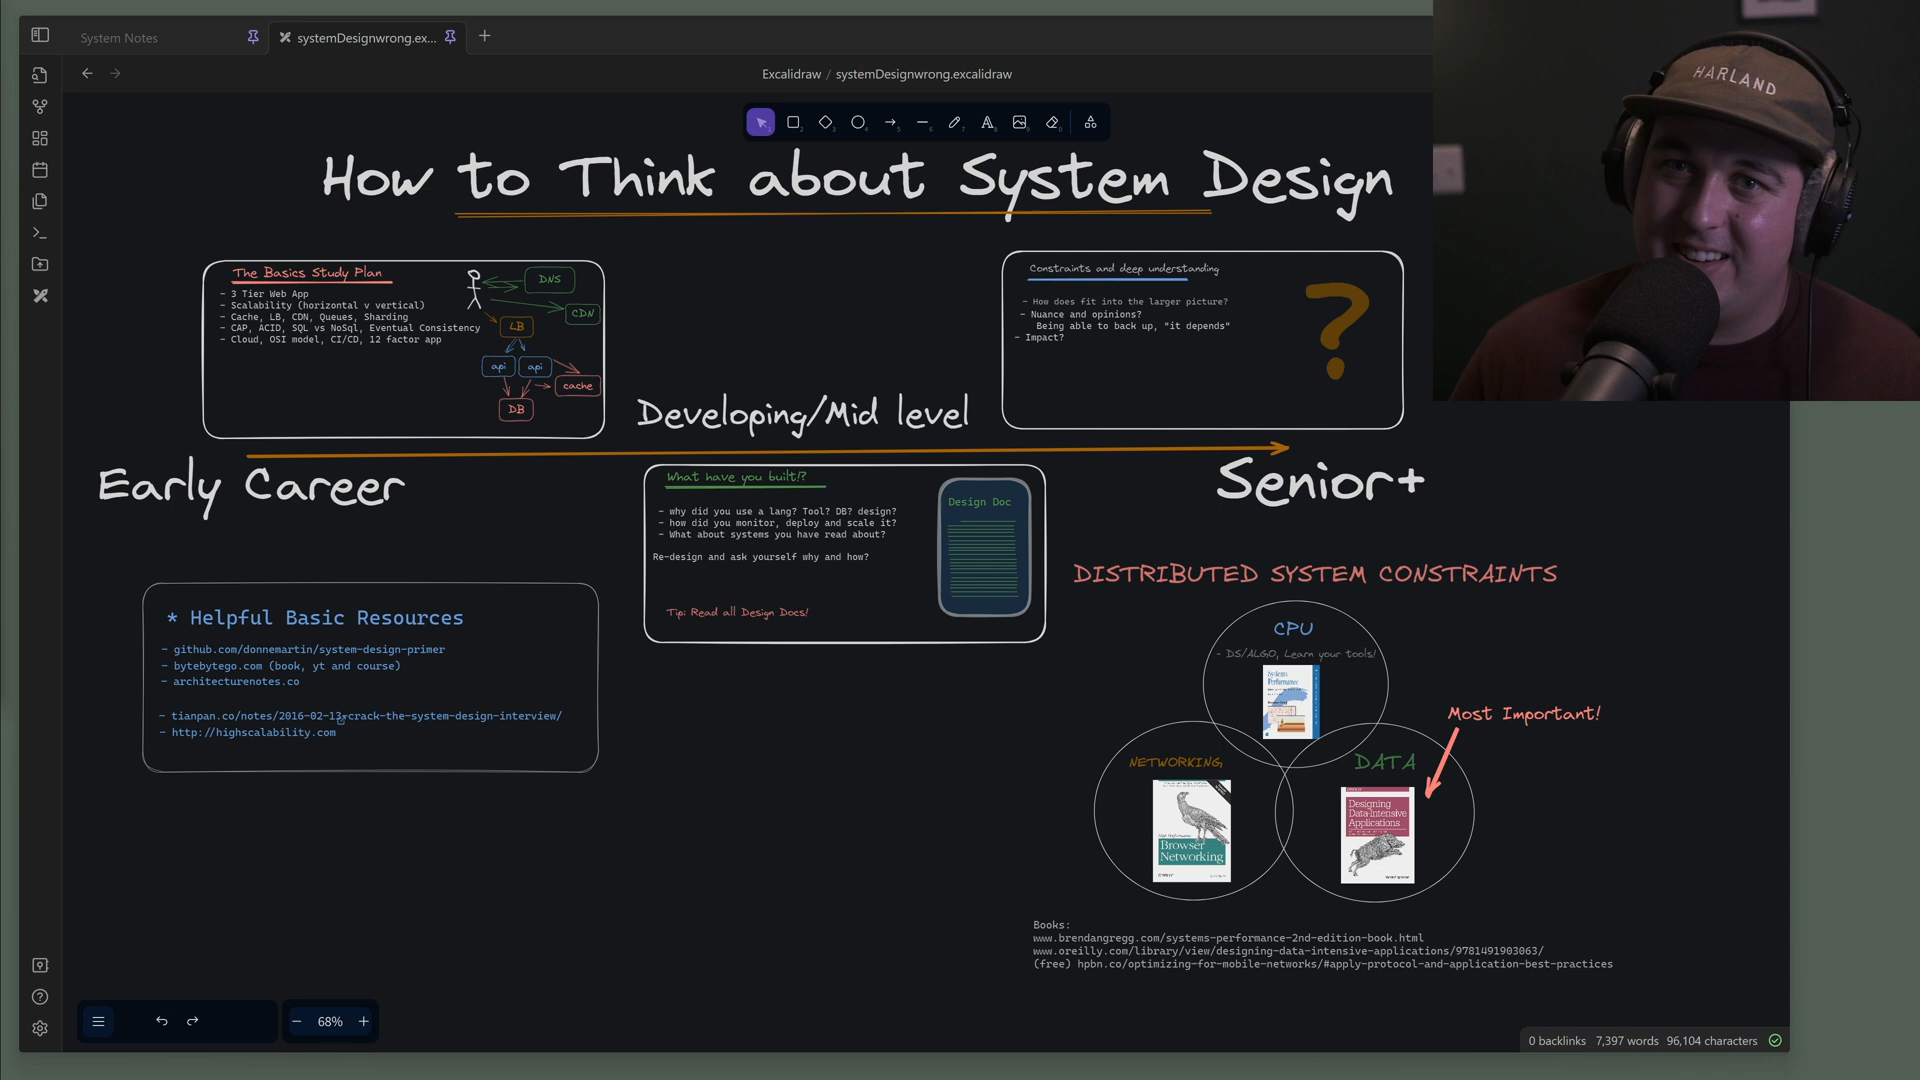 System Notes
systemDesignwrong.ex...
Excalidraw / systemDesignwrong.excalidraw
HARLAND
How to Think about System Design
The Basics Study Plan
- 3 Tier Web App
- Scalability (horizontal v vertical)
- Cache, LB, CDN, Queues, Sharding
- CAP, ACID, SQL vs NoSql, Eventual Consistency
- Cloud, OSI model, CI/CD, 12 factor app
DNS
CDN
LB
api
api
cache
DB
Constraints and deep understanding
- How does fit into the larger picture?
- Nuance and opinions?
Being able to back up, "it depends"
- Impact?
?
Developing/Mid level
Early Career
Senior+
What have you built!?
- why did you use a lang? Tool? DB? design?
- how did you monitor, deploy and scale it?
- What about systems you have read about?
Re-design and ask yourself why and how?
Tip: Read all Design Docs!
Design Doc
* Helpful Basic Resources
- github.com/donnemartin/system-design-primer
- bytebytego.com (book, yt and course)
- architecturenotes.co
- tianpan.co/notes/2016-02-13-crack-the-system-design-interview/
- http://highscalability.com
DISTRIBUTED SYSTEM CONSTRAINTS
CPU
- DS/ALGO, Learn your tools!
Systems
Performance
Most Important!
NETWORKING
Browser
Networking
DATA
Designing
Data-Intensive
Applications
Books:
www.brendangregg.com/systems-performance-2nd-edition-book.html
www.oreilly.com/library/view/designing-data-intensive-applications/9781491903063/
(free) hpbn.co/optimizing-for-mobile-networks/#apply-protocol-and-application-best-practices
68%
0 backlinks 7,397 words 96,104 characters